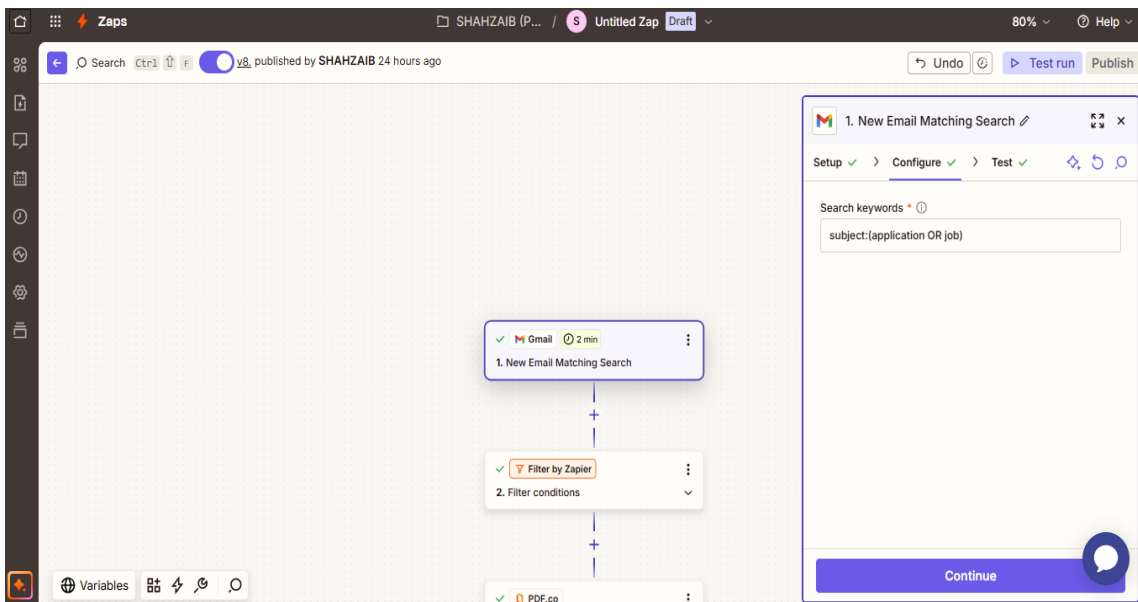 Zaps
SHAHZAIB (P... / S Untitled Zap Draft
80% Help
Search Ctrl ⇧ F v8, published by SHAHZAIB 24 hours ago
Undo Test run Publish
1. New Email Matching Search
Setup Configure Test
Search keywords *
subject:(application OR job)
Gmail 2 min
1. New Email Matching Search
Filter by Zapier
2. Filter conditions
PDF.co
Variables
Continue